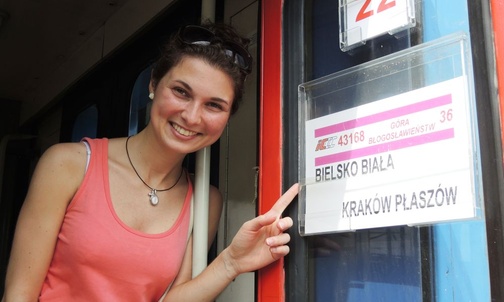 22
43168 GÓRA 36
BŁOGOSŁAWIEŃSTW
BIELSKO BIAŁA
KRAKÓW PŁASZÓW